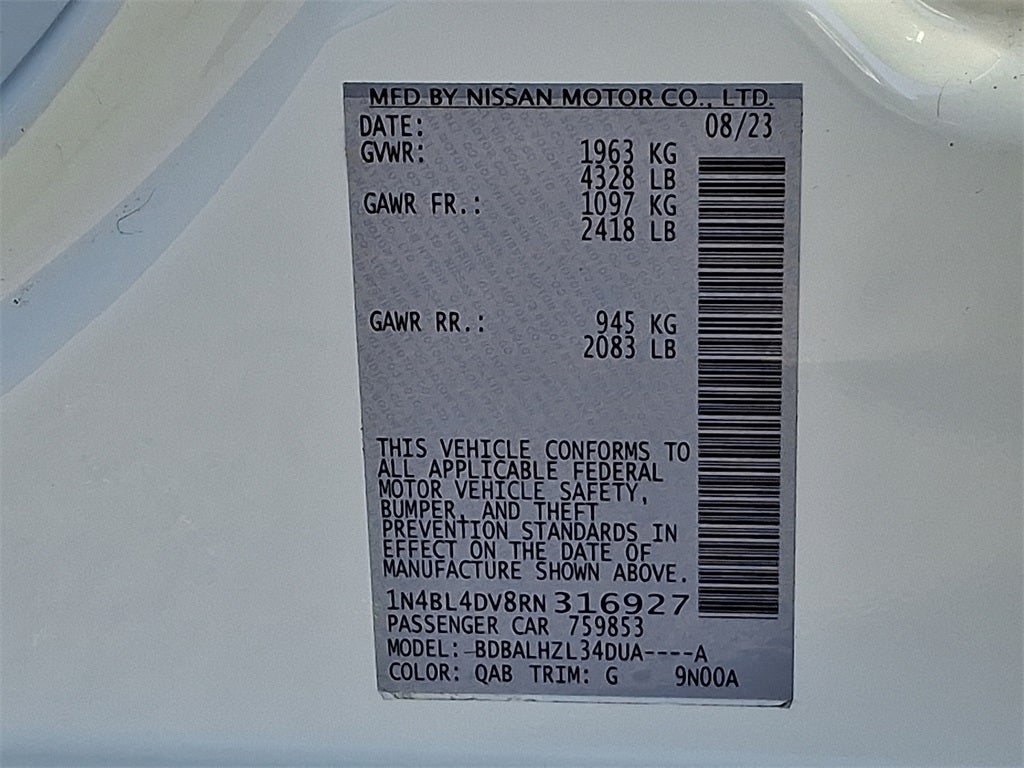 MFD BY NISSAN MOTOR CO., LTD.
DATE: 08/23
GVWR: 1963 KG
4328 LB
GAWR FR.: 1097 KG
2418 LB
GAWR RR.: 945 KG
2083 LB
THIS VEHICLE CONFORMS TO
ALL APPLICABLE FEDERAL
MOTOR VEHICLE SAFETY,
BUMPER, AND THEFT
PREVENTION STANDARDS IN
EFFECT ON THE DATE OF
MANUFACTURE SHOWN ABOVE.
1N4BL4DV8RN 316927
PASSENGER CAR 759853
MODEL: BDBALHZL34DUA----A
COLOR: QAB TRIM: G 9N00A